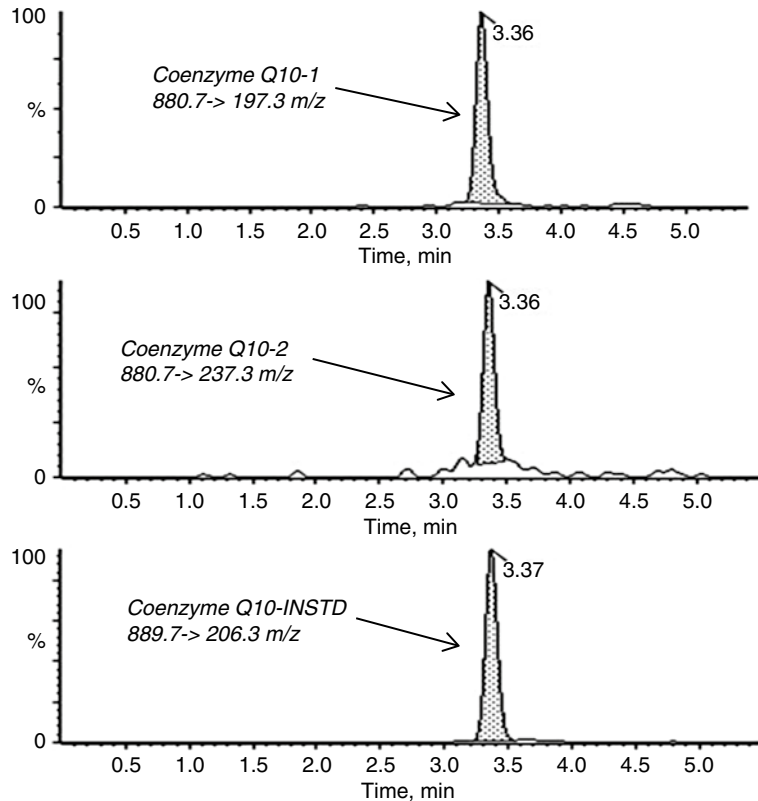 100
3.36
Coenzyme Q10-1
880.7-> 197.3 m/z
%
0
0.5 1.0 1.5 2.0 2.5 3.0 3.5 4.0 4.5 5.0
Time, min
100
3.36
Coenzyme Q10-2
880.7-> 237.3 m/z
%
0
0.5 1.0 1.5 2.0 2.5 3.0 3.5 4.0 4.5 5.0
Time, min
100
3.37
Coenzyme Q10-INSTD
889.7-> 206.3 m/z
%
0
0.5 1.0 1.5 2.0 2.5 3.0 3.5 4.0 4.5 5.0
Time, min